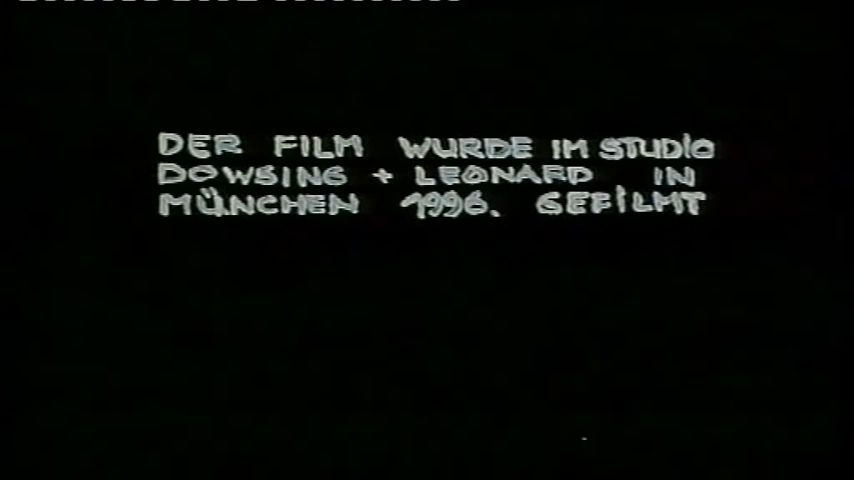 DER FILM WURDE IM STUDiO
DOWSING + LEONARD IN
MÜNCHEN 1996. GEFiLMT